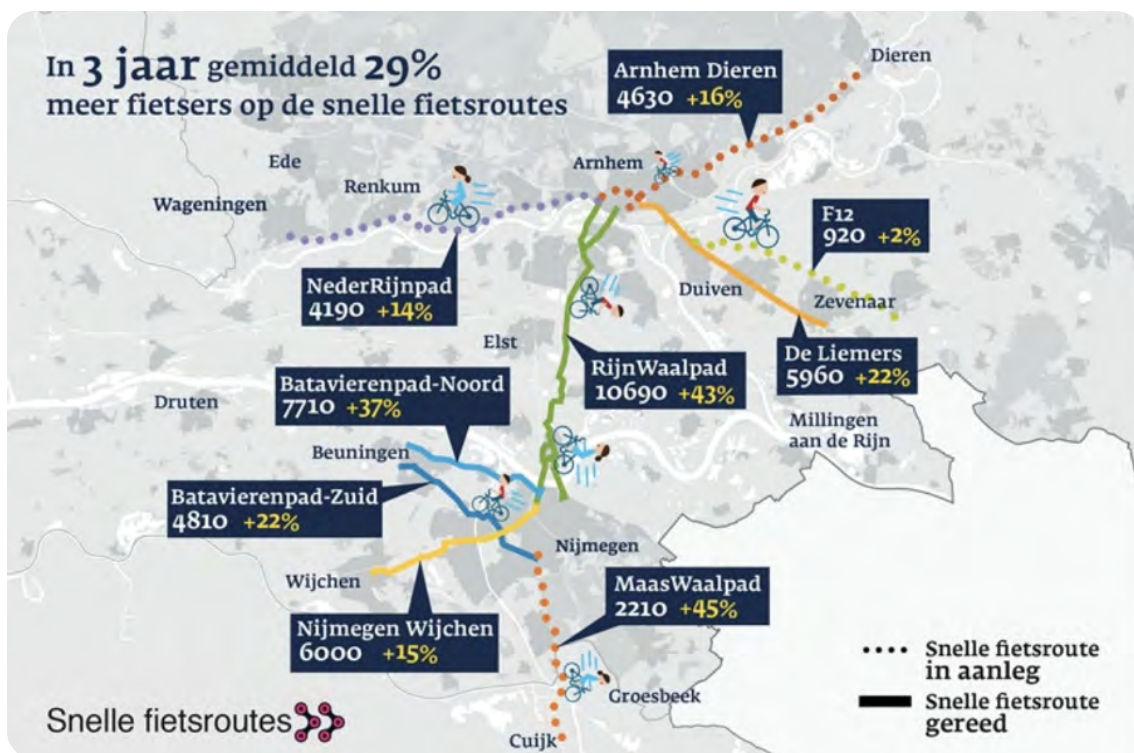 In 3 jaar gemiddeld 29%
meer fietsers op de snelle fietsroutes
Dieren
Arnhem Dieren
4630 +16%
Ede
Arnhem
Renkum
Wageningen
F12
920 +2%
NederRijnpad
4190 +14%
Duiven
Zevenaar
Elst
De Liemers
5960 +22%
RijnWaalpad
10690 +43%
Batavierenpad-Noord
7710 +37%
Druten
Millingen
aan de Rijn
Beuningen
Batavierenpad-Zuid
4810 +22%
Nijmegen
Wijchen
MaasWaalpad
2210 +45%
Nijmegen Wijchen
6000 +15%
Groesbeek
Cuijk
Snelle fietsroute
in aanleg
Snelle fietsroute
gereed
Snelle fietsroutes